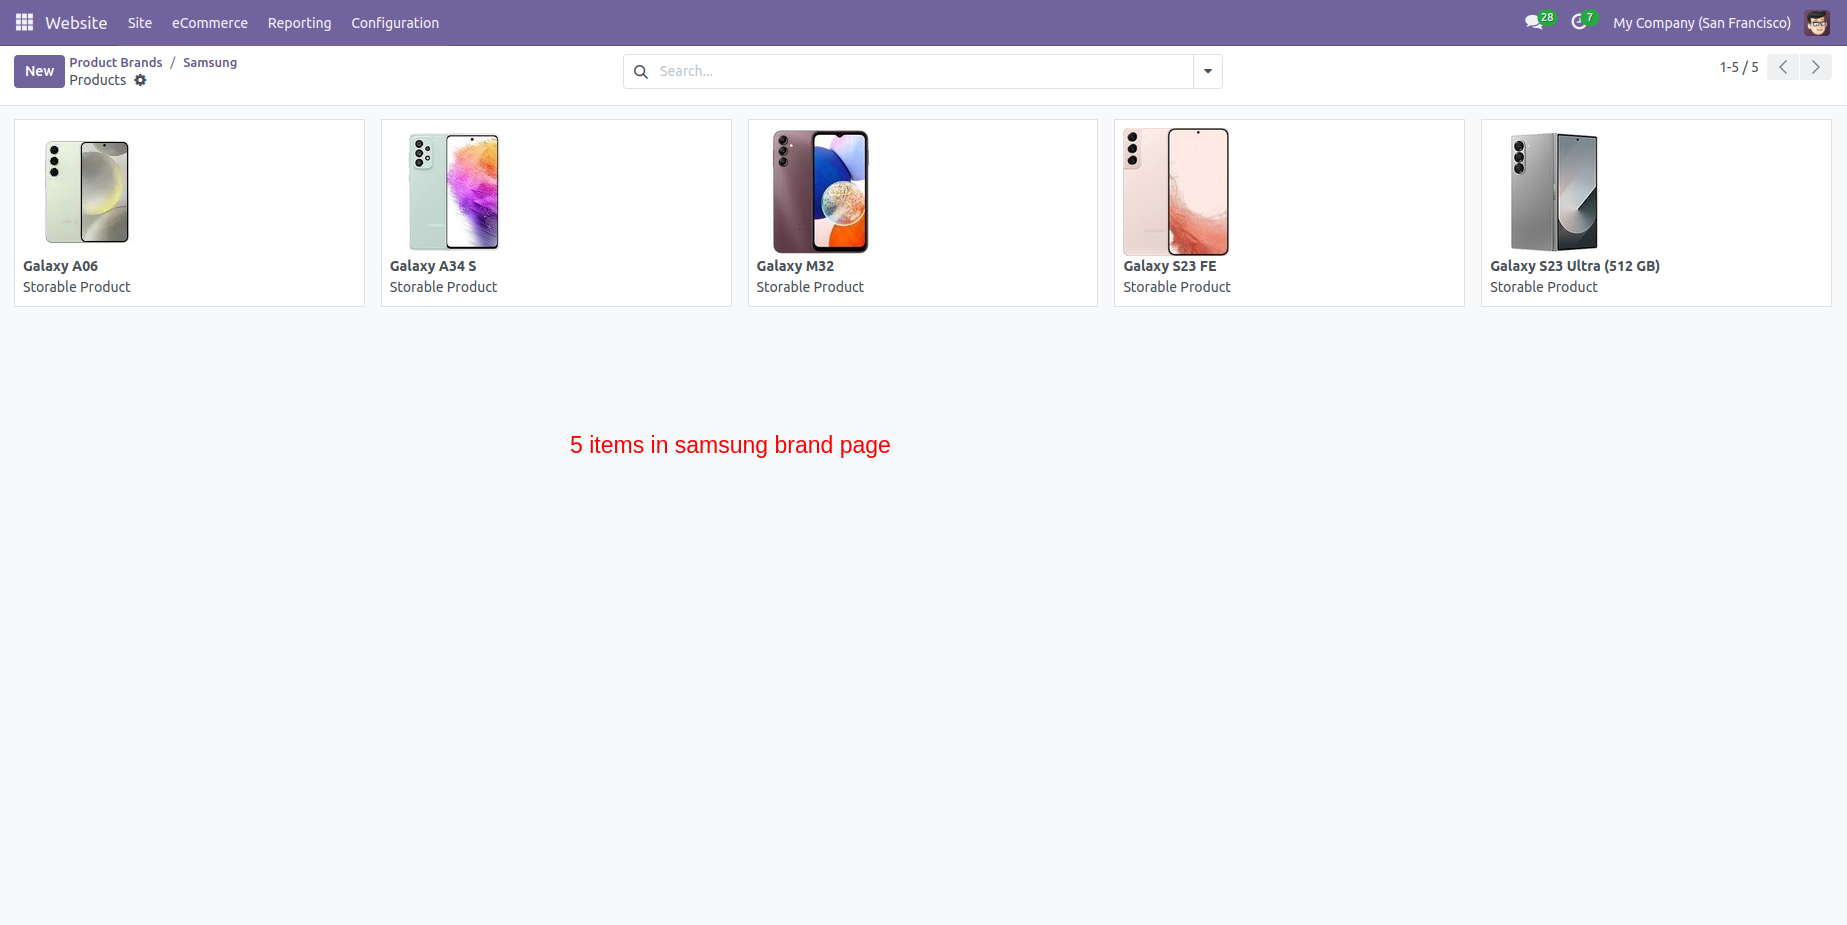 Website Site eCommerce Reporting Configuration 28 7 My Company (San Francisco)
New Product Brands / Samsung
Products
Search...
1-5 / 5
Galaxy A06
Storable Product
Galaxy A34 S
Storable Product
Galaxy M32
Storable Product
Galaxy S23 FE
Storable Product
Galaxy S23 Ultra (512 GB)
Storable Product
5 items in samsung brand page